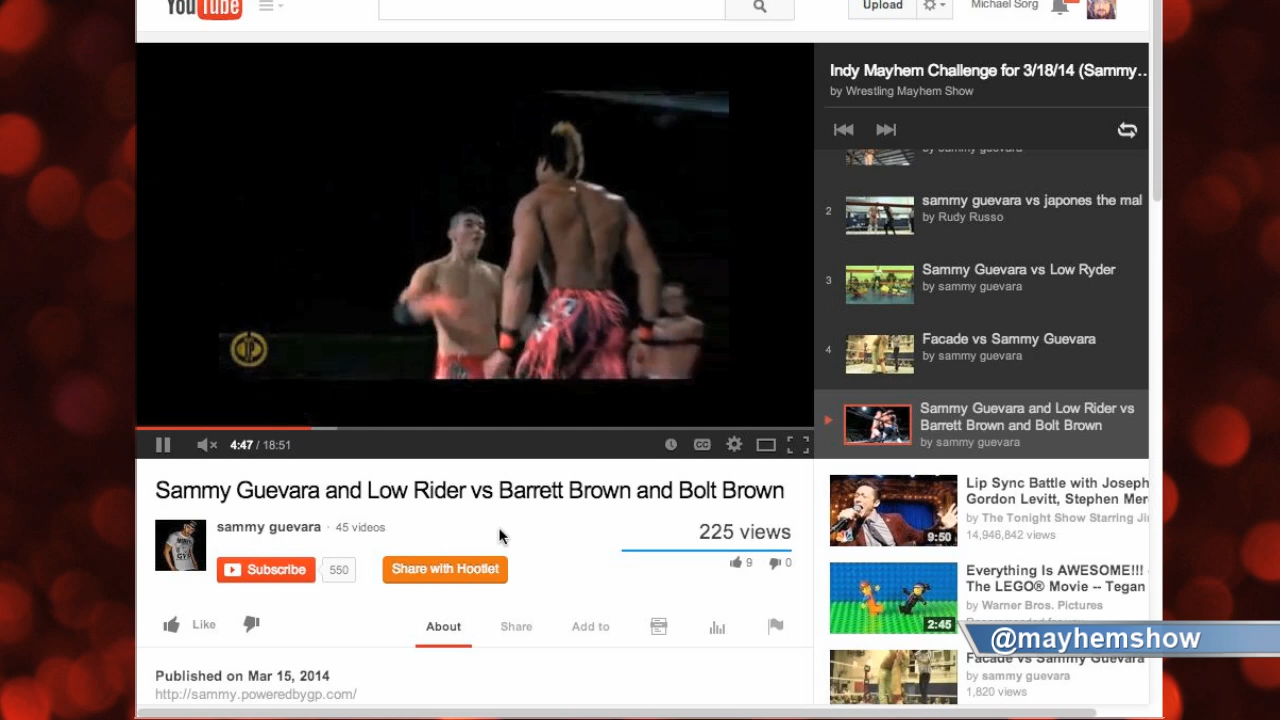 YouTube
Upload
Michael Sorg
Indy Mayhem Challenge for 3/18/14 (Sammy...
by Wrestling Mayhem Show
by sammy guevara
2
sammy guevara vs japones the mal
by Rudy Russo
3
Sammy Guevara vs Low Ryder
by sammy guevara
4
Facade vs Sammy Guevara
by sammy guevara
Sammy Guevara and Low Rider vs
Barrett Brown and Bolt Brown
by sammy guevara
4:47 / 18:51
CC
Sammy Guevara and Low Rider vs Barrett Brown and Bolt Brown
sammy guevara · 45 videos
225 views
Subscribe 550
Share with Hootlet
9 0
Like
About
Share
Add to
Published on Mar 15, 2014
http://sammy.poweredbygp.com/
Lip Sync Battle with Joseph
Gordon Levitt, Stephen Mer
by The Tonight Show Starring Ji
14,946,842 views
9:50
Everything Is AWESOME!!!
The LEGO® Movie -- Tegan
by Warner Bros. Pictures
2:45
@mayhemshow
Facade vs Sammy Guevara
by sammy guevara
1,820 views